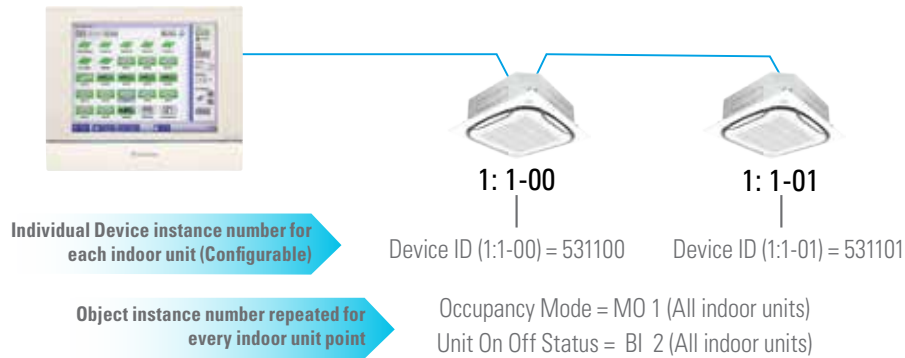 1: 1-00
1: 1-01
Individual Device instance number for
each indoor unit (Configurable)
Device ID (1:1-00) = 531100
Device ID (1:1-01) = 531101
Object instance number repeated for
every indoor unit point
Occupancy Mode = MO 1 (All indoor units)
Unit On Off Status = BI 2 (All indoor units)